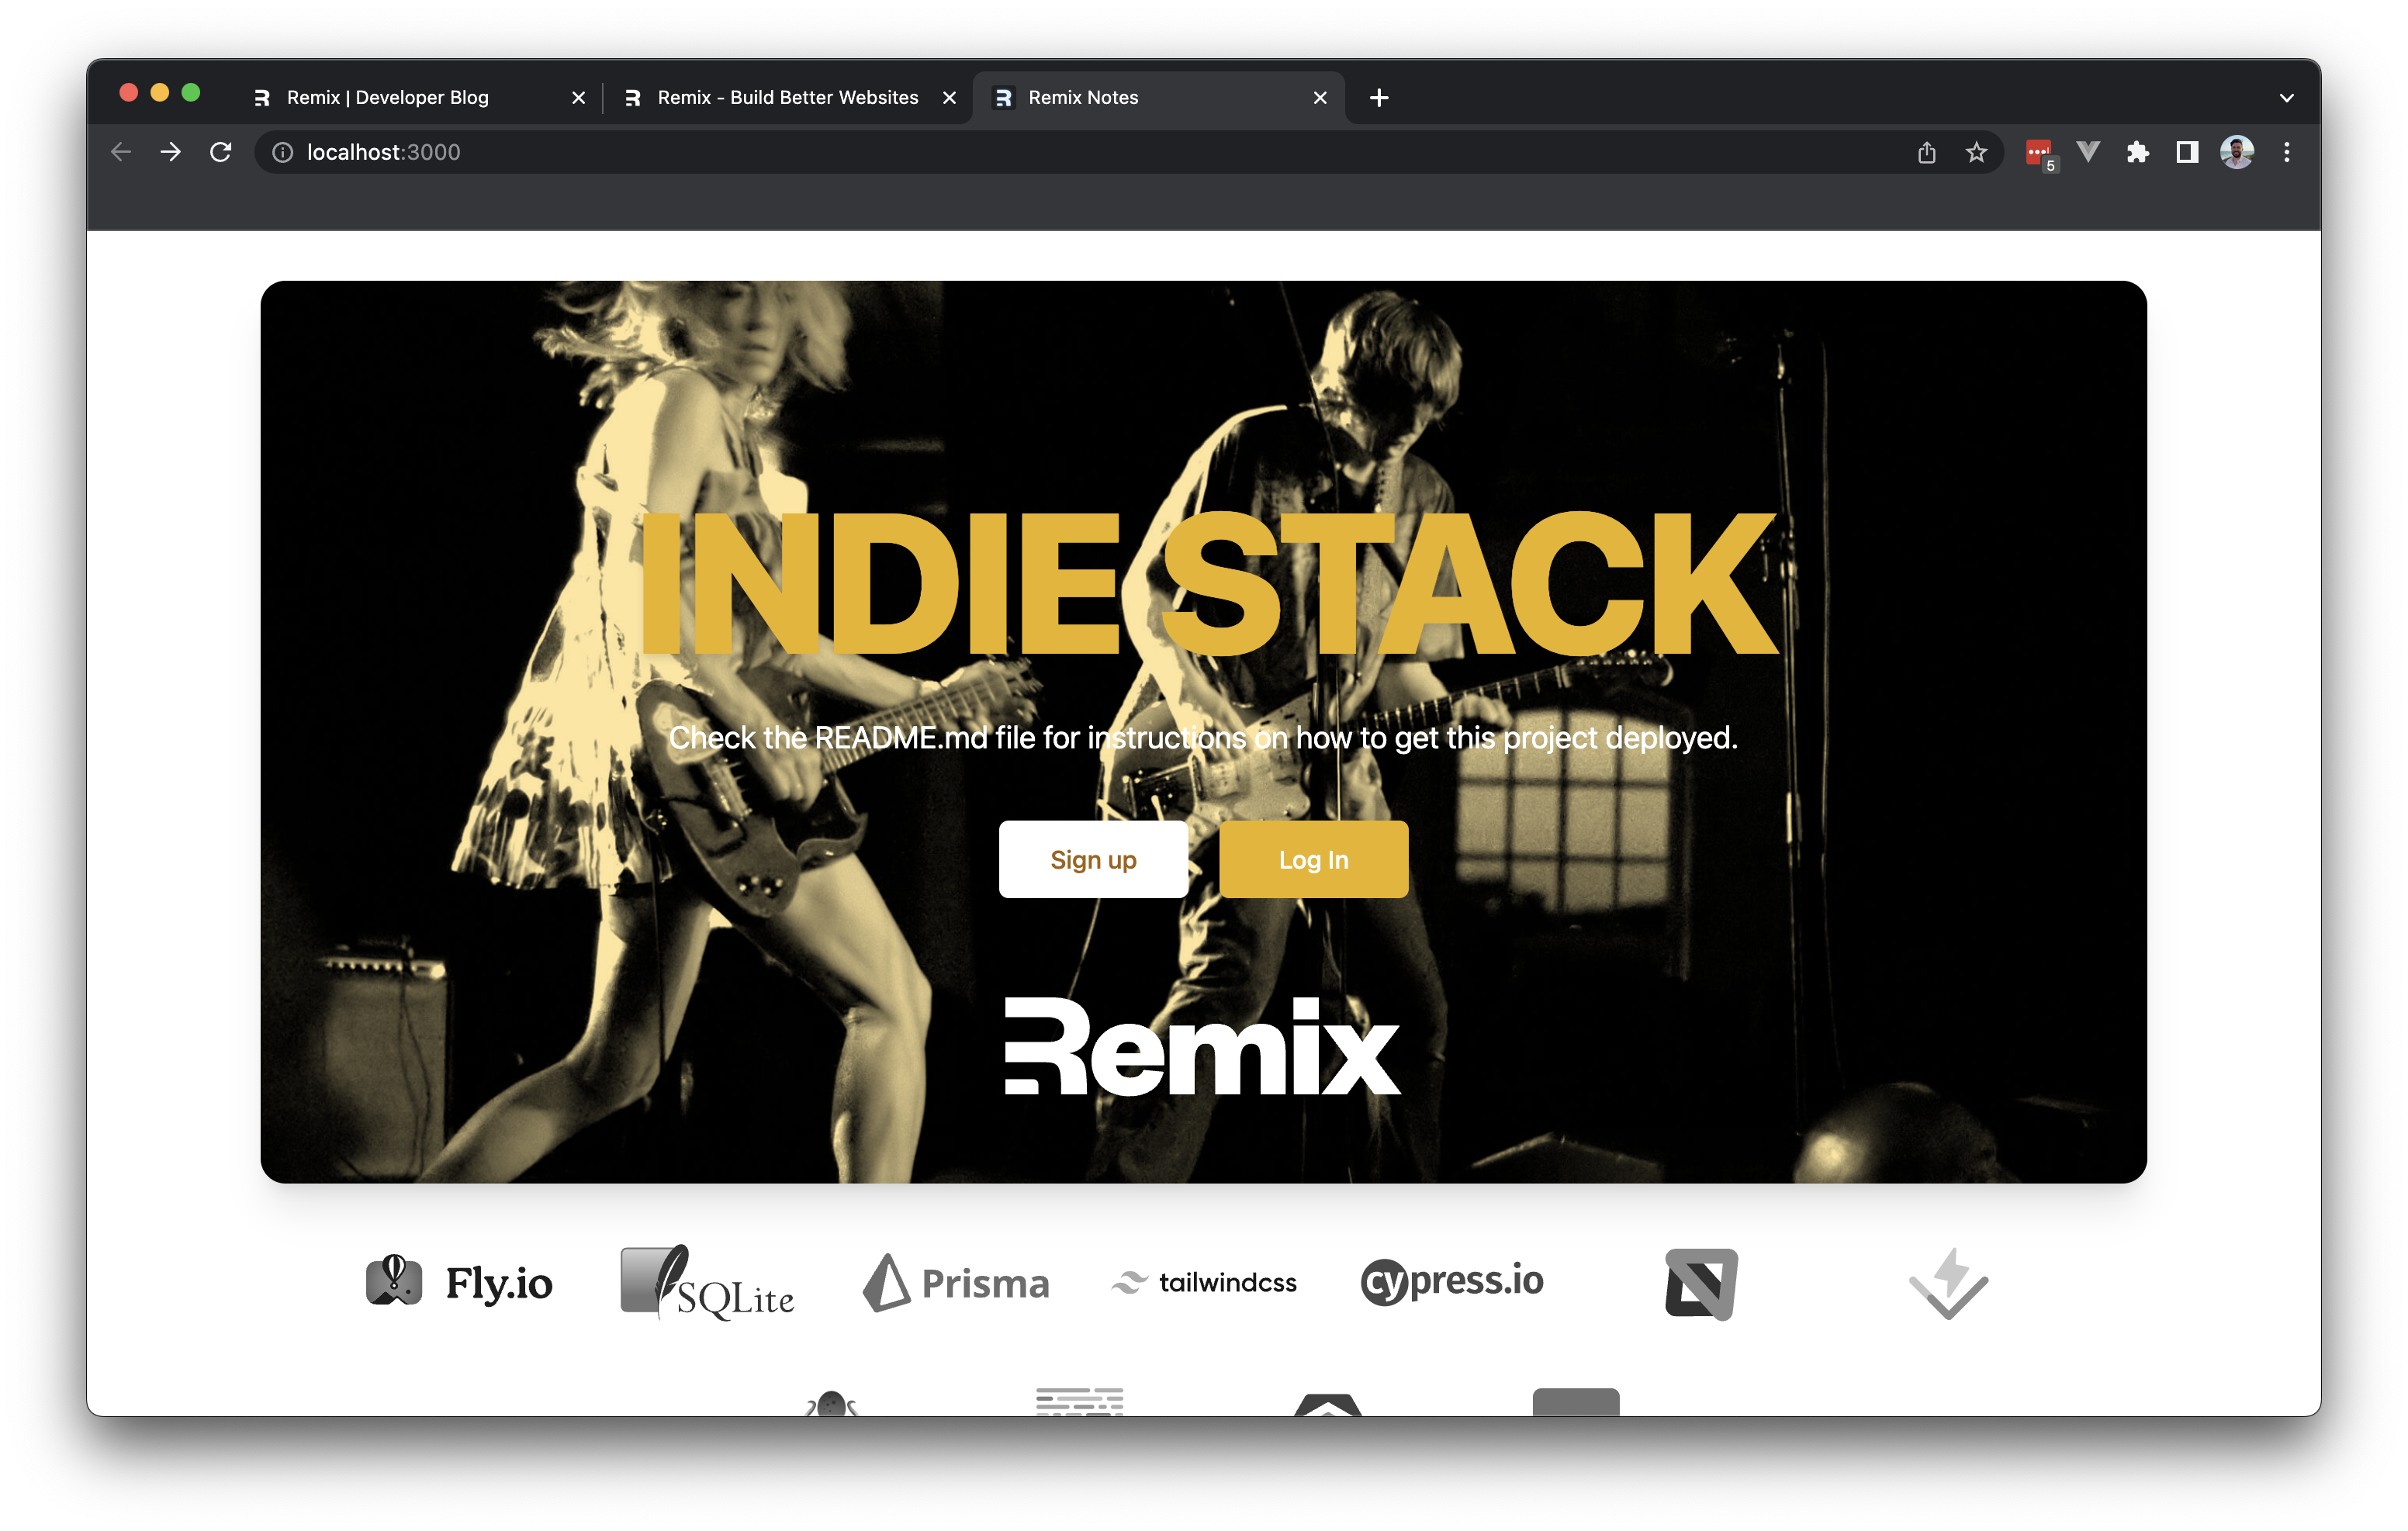 Remix | Developer Blog
Remix - Build Better Websites
Remix Notes
localhost:3000
5
INDIE STACK
Check the README.md file for instructions on how to get this project deployed.
Sign up
Log In
Remix
Fly.io
SQLite
Prisma
tailwindcss
cypress.io